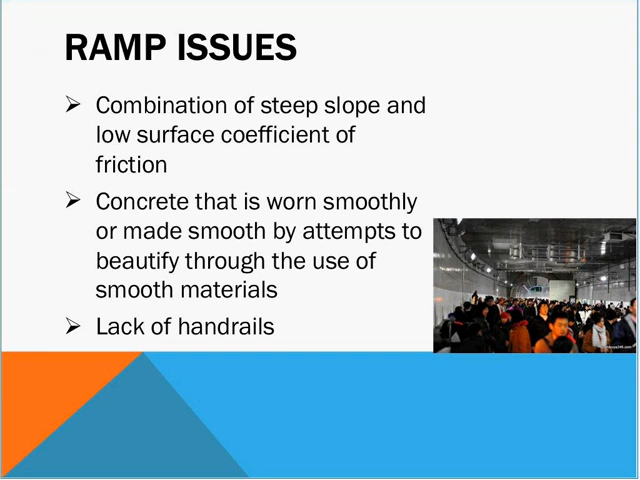 RAMP ISSUES
➢ Combination of steep slope and
low surface coefficient of
friction
➢ Concrete that is worn smoothly
or made smooth by attempts to
beautify through the use of
smooth materials
➢ Lack of handrails